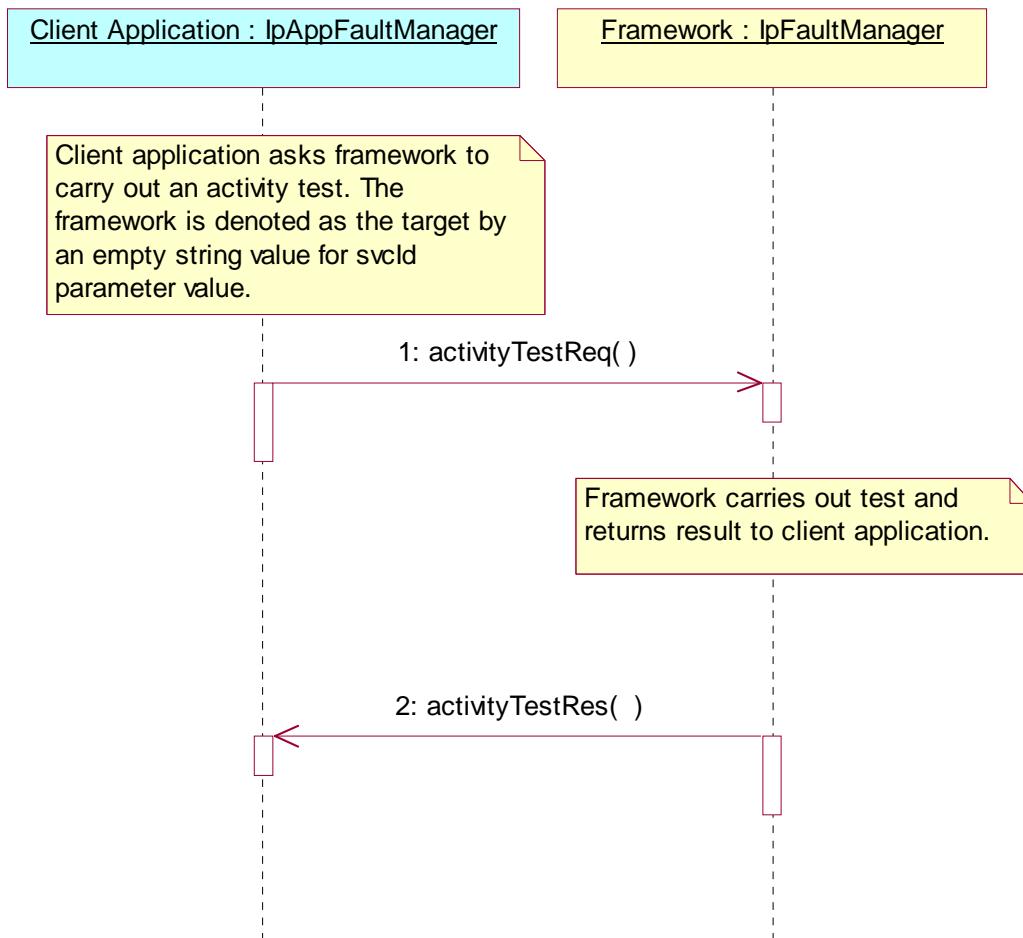 Client Application : IpAppFaultManager
Framework : IpFaultManager
Client application asks framework to
carry out an activity test. The
framework is denoted as the target by
an empty string value for svcId
parameter value.
1: activityTestReq( )
Framework carries out test and
returns result to client application.
2: activityTestRes(  )